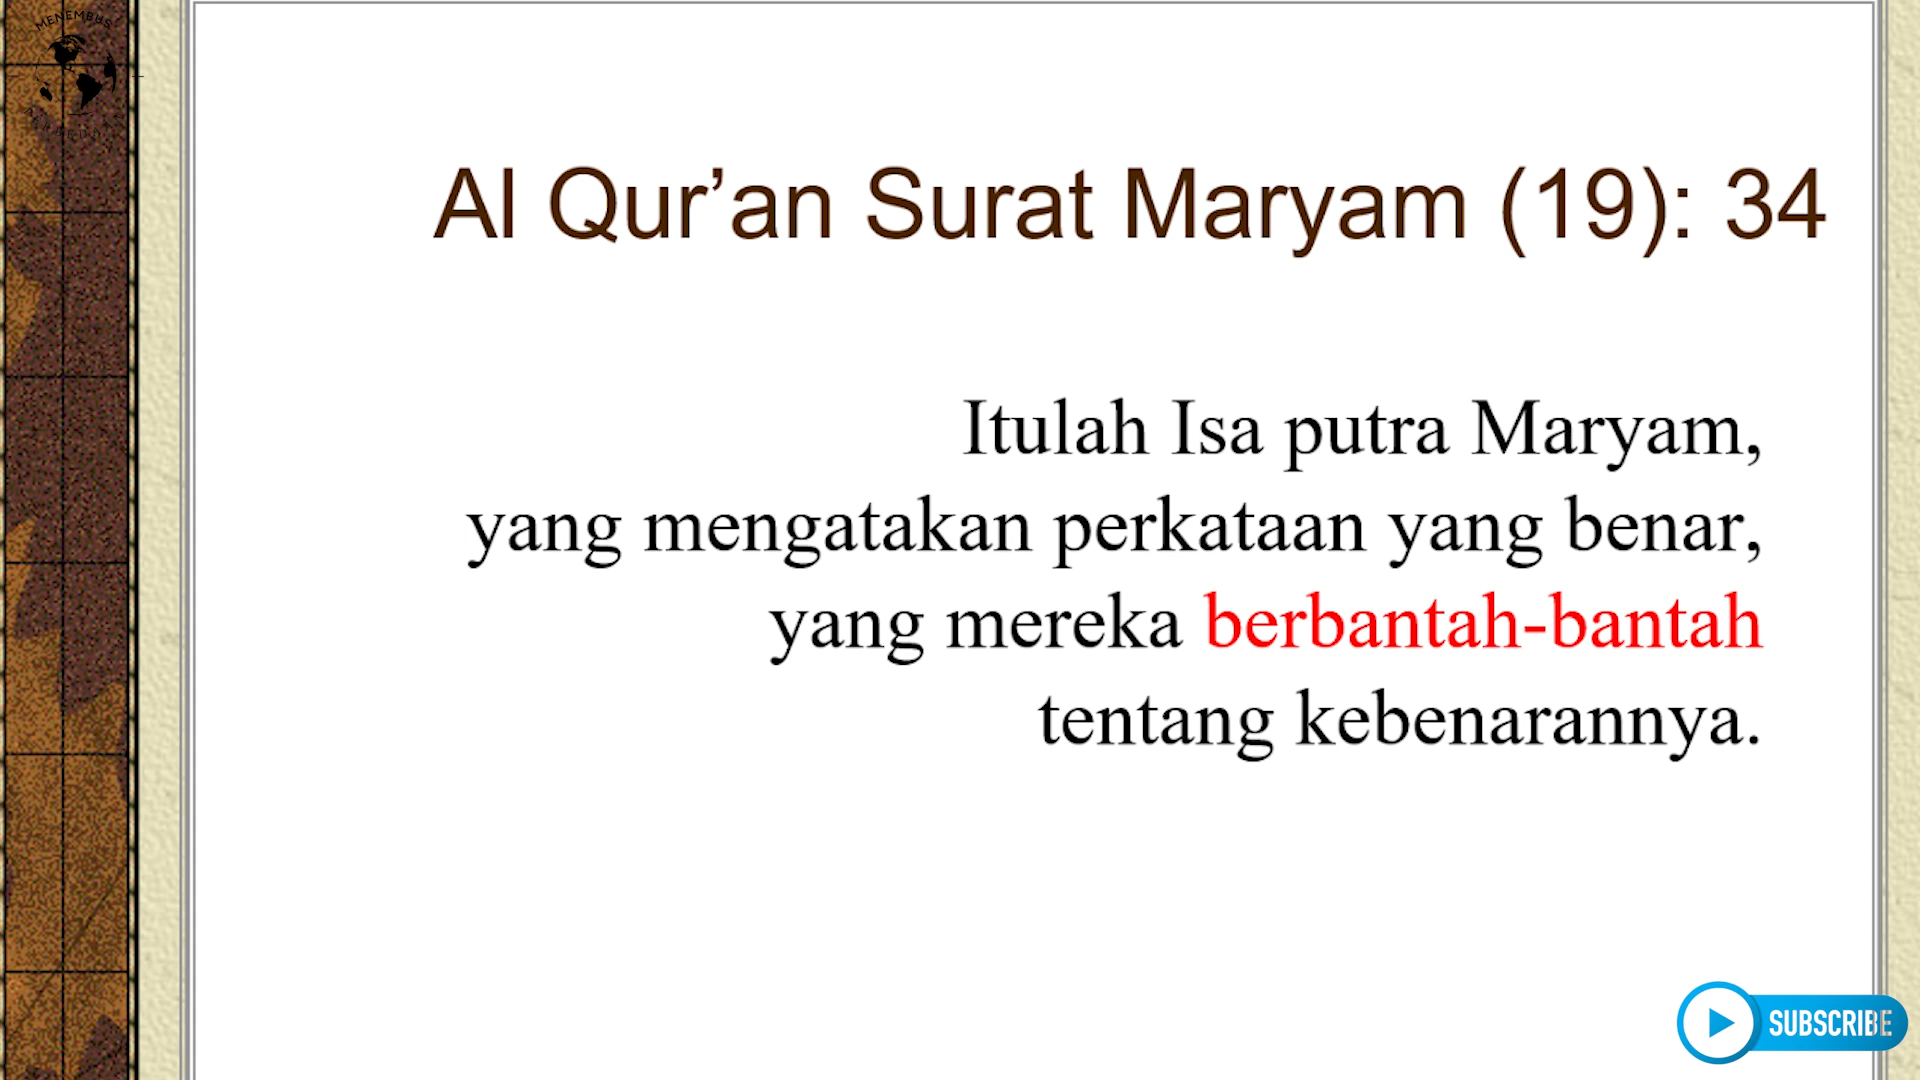 MENEMBUS
Al Qur’an Surat Maryam (19): 34
Itulah Isa putra Maryam,
yang mengatakan perkataan yang benar,
yang mereka berbantah-bantah
tentang kebenarannya.
SUBSCRIBE